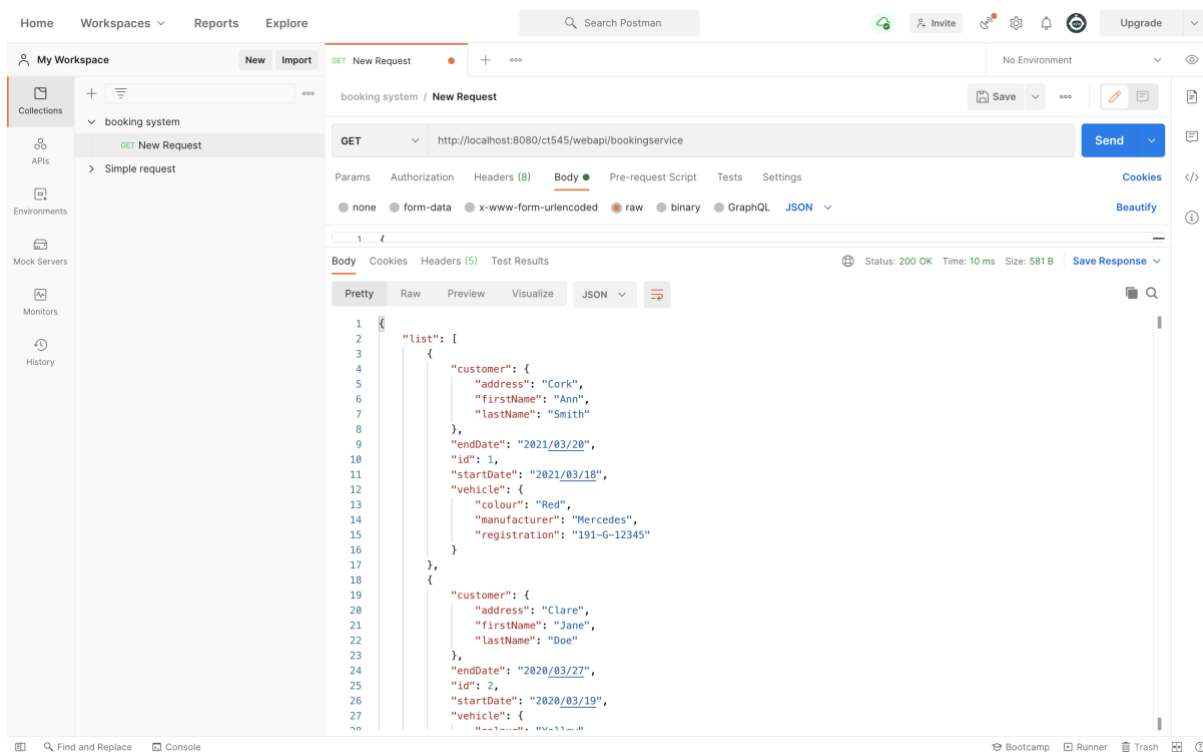 Home Workspaces Reports Explore Search Postman Invite Upgrade
My Workspace New Import GET New Request No Environment
Collections
APIs
Environments
Mock Servers
Monitors
History
booking system
GET New Request
Simple request
booking system / New Request Save
GET http://localhost:8080/ct545/webapi/bookingservice Send
Params Authorization Headers (8) Body Pre-request Script Tests Settings Cookies
none form-data x-www-form-urlencoded raw binary GraphQL JSON Beautify
1 {
Body Cookies Headers (5) Test Results Status: 200 OK Time: 10 ms Size: 581 B Save Response
Pretty Raw Preview Visualize JSON
1 {
2 "list": [
3 {
4 "customer": {
5 "address": "Cork",
6 "firstName": "Ann",
7 "lastName": "Smith"
8 },
9 "endDate": "2021/03/20",
10 "id": 1,
11 "startDate": "2021/03/18",
12 "vehicle": {
13 "colour": "Red",
14 "manufacturer": "Mercedes",
15 "registration": "191-G-12345"
16 }
17 },
18 {
19 "customer": {
20 "address": "Clare",
21 "firstName": "Jane",
22 "lastName": "Doe"
23 },
24 "endDate": "2020/03/27",
25 "id": 2,
26 "startDate": "2020/03/19",
27 "vehicle": {
28 "colour": "Yellow"
Find and Replace Console Bootcamp Runner Trash